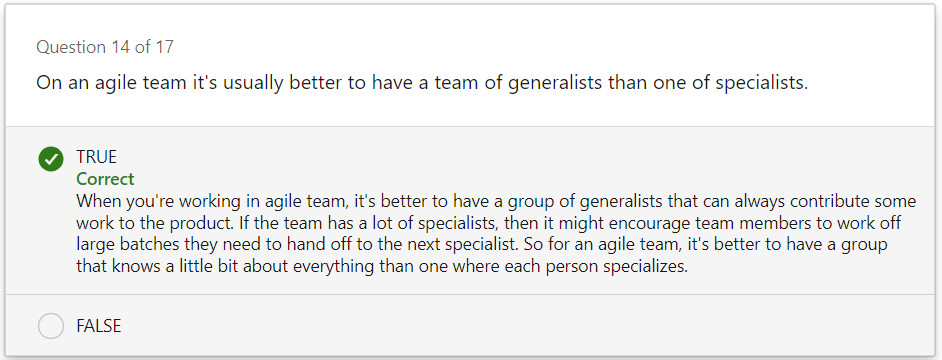 Question 14 of 17
On an agile team it's usually better to have a team of generalists than one of specialists.
TRUE
Correct
When you're working in agile team, it's better to have a group of generalists that can always contribute some
work to the product. If the team has a lot of specialists, then it might encourage team members to work off
large batches they need to hand off to the next specialist. So for an agile team, it's better to have a group
that knows a little bit about everything than one where each person specializes.
FALSE